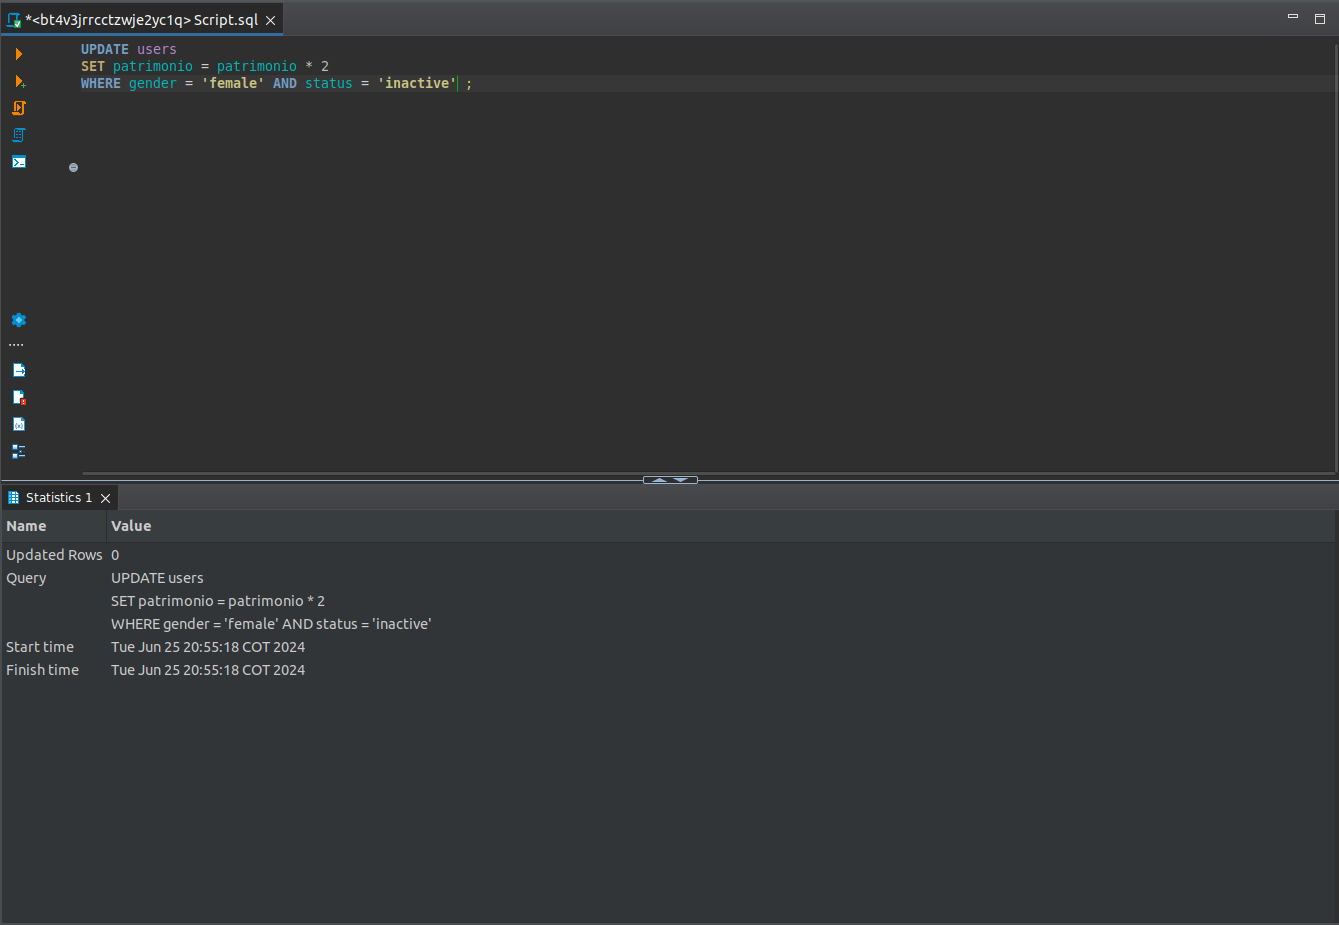 *<bt4v3jrrcctzwje2yc1q> Script.sql
UPDATE users
SET patrimonio = patrimonio * 2
WHERE gender = 'female' AND status = 'inactive' ;
Statistics 1
Name Value
Updated Rows 0
Query UPDATE users
SET patrimonio = patrimonio * 2
WHERE gender = 'female' AND status = 'inactive'
Start time Tue Jun 25 20:55:18 COT 2024
Finish time Tue Jun 25 20:55:18 COT 2024